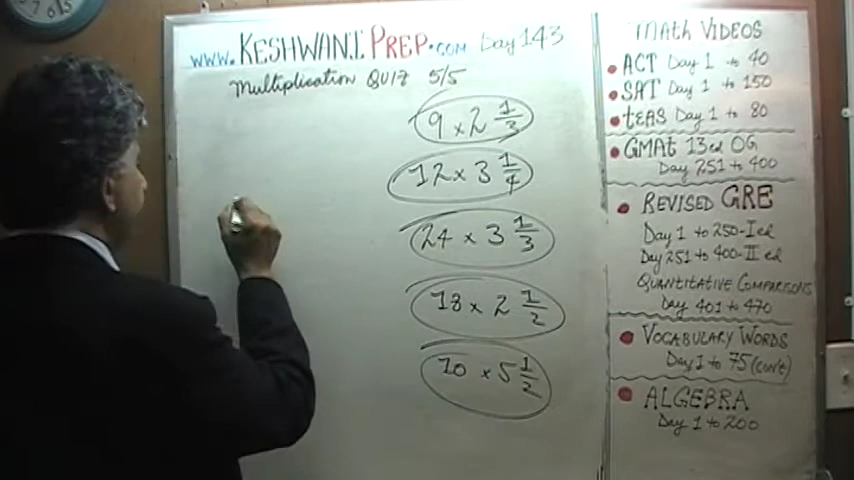 www.KESHWANI PREP.COM Day 143
Multiplication QUIZ 5/5
9 x 2 1/3
12 x 3 1/4
24 x 3 1/3
18 x 2 1/2
10 x 5 1/2
Math VIDEOS
ACT Day 1 to 40
SAT Day 1 to 150
tEAS Day 1 to 80
GMAt 13ed OG
Day 251 to 400
REVISED GRE
Day 1 to 250-I ed
Day 251 to 400-II ed
QUANTITATIVE COMPARISONS
Day 401 to 470
VOCABULARY WORDS
Day 1 to 75 (con't)
ALGEBRA
Day 1 to 200